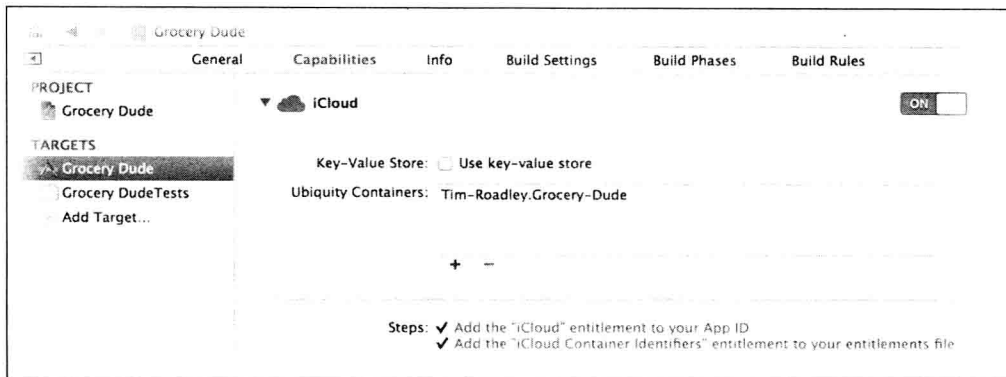 Grocery Dude
General Capabilities Info Build Settings Build Phases Build Rules
PROJECT
Grocery Dude
iCloud
ON
TARGETS
Grocery Dude
Grocery DudeTests
Add Target...
Key-Value Store: Use key-value store
Ubiquity Containers: Tim-Roadley.Grocery-Dude
+ −
Steps: ✓ Add the "iCloud" entitlement to your App ID
✓ Add the "iCloud Container Identifiers" entitlement to your entitlements file